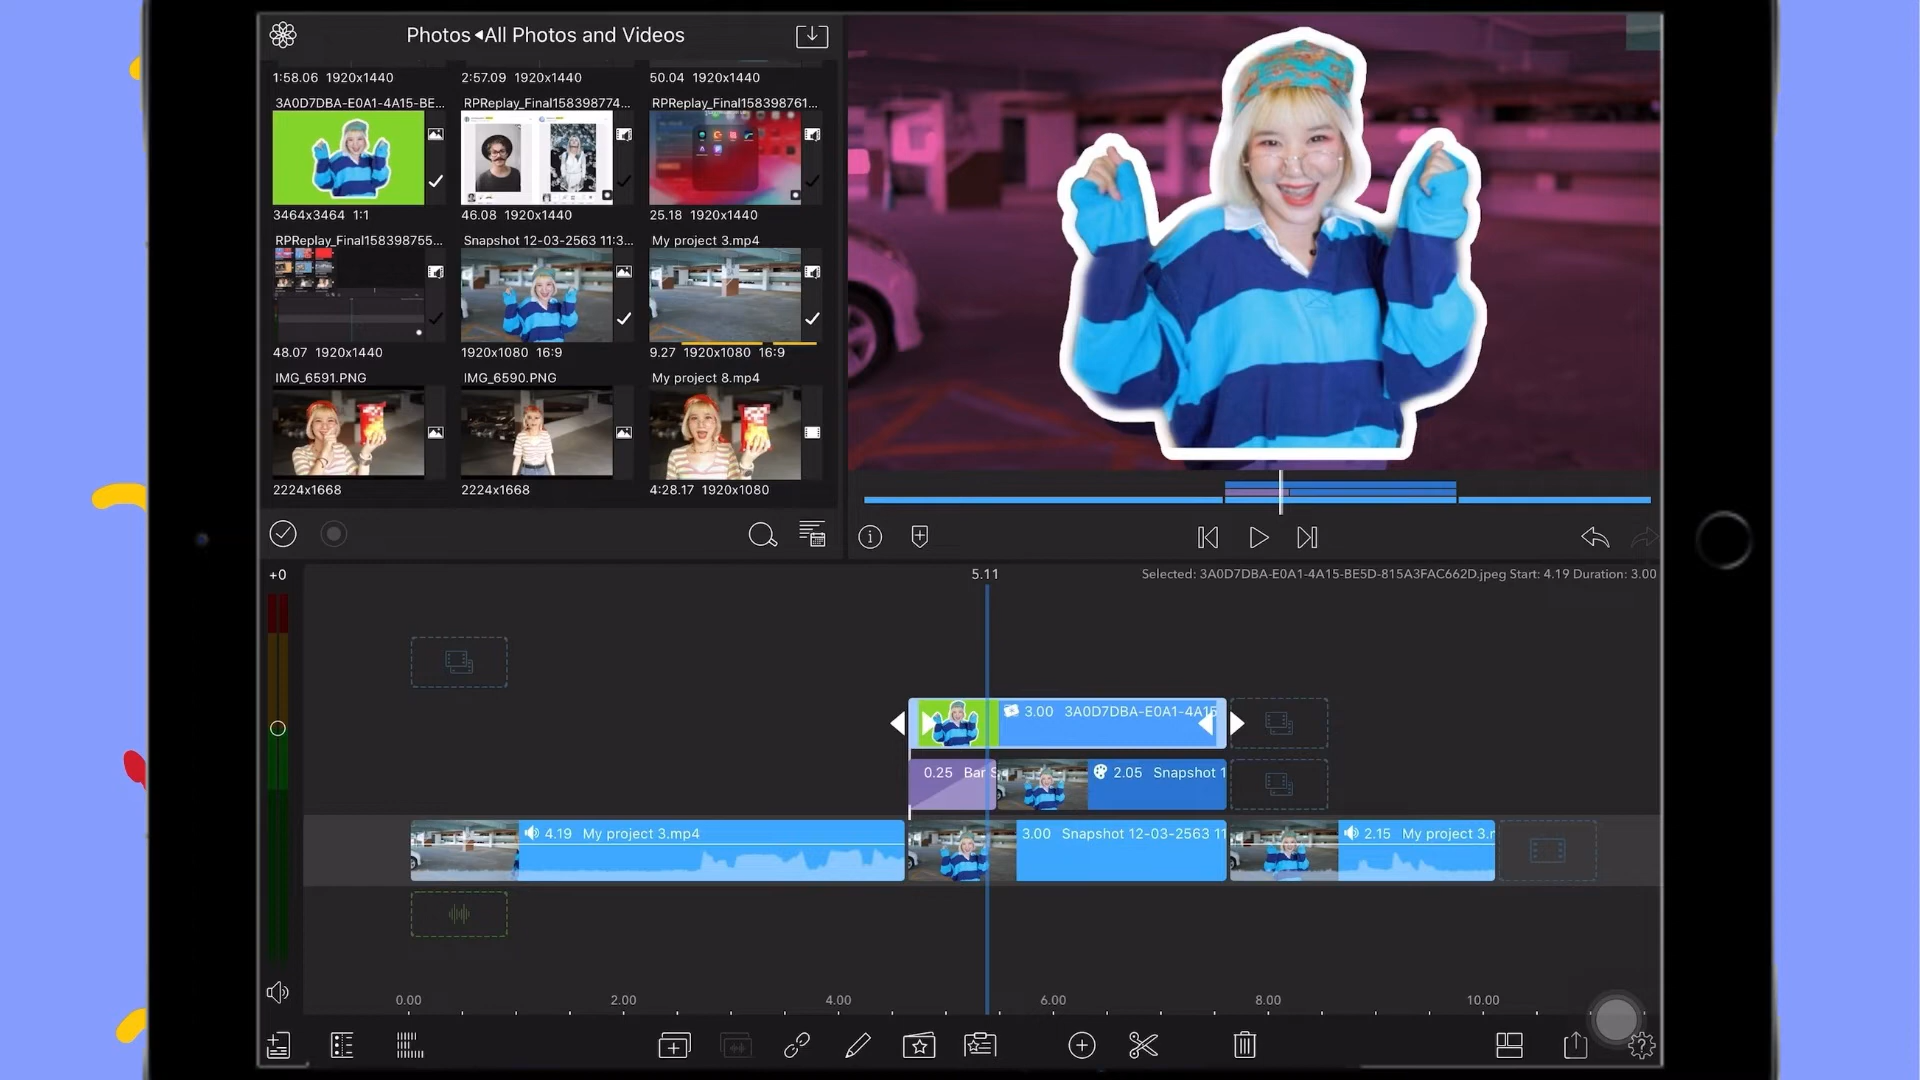 Photos◂All Photos and Videos
1:58.06 1920x1440
2:57.09 1920x1440
50.04 1920x1440
3A0D7DBA-E0A1-4A15-BE...
RPReplay_Final158398774...
RPReplay_Final158398761...
3464x3464 1:1
46.08 1920x1440
25.18 1920x1440
RPReplay_Final158398755...
Snapshot 12-03-2563 11:3...
My project 3.mp4
48.07 1920x1440
1920x1080 16:9
9.27 1920x1080 16:9
IMG_6591.PNG
IMG_6590.PNG
My project 8.mp4
2224x1668
2224x1668
4:28.17 1920x1080
+0
5.11
Selected: 3A0D7DBA-E0A1-4A15-BE5D-815A3FAC662D.jpeg Start: 4.19 Duration: 3.00
3.00 3A0D7DBA-E0A1-4A15
0.25 Bar S
2.05 Snapshot 1
4.19 My project 3.mp4
3.00 Snapshot 12-03-2563 11
2.15 My project 3.r
0.00 2.00 4.00 6.00 8.00 10.00